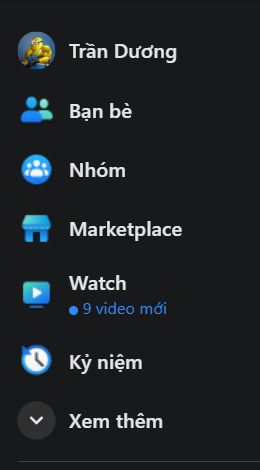 Trần Dương
Bạn bè
Nhóm
Marketplace
Watch
9 video mới
Kỷ niệm
Xem thêm